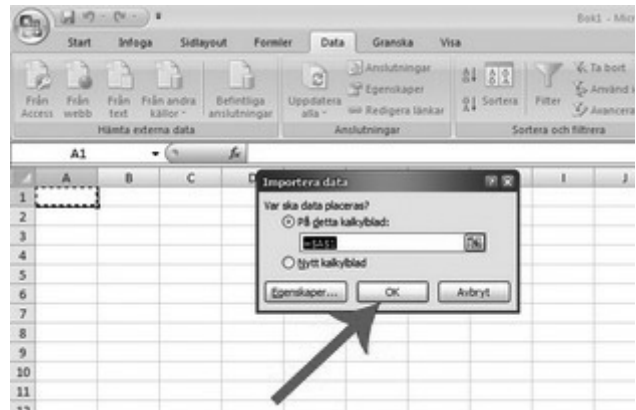 Bok1 - Micr
Start Infoga Sidlayout Formler Data Granska Visa
Från Access
Från webb
Från text
Från andra källor
Befintliga anslutningar
Hämta externa data
Uppdatera alla
Anslutningar
Egenskaper
Redigera länkar
Anslutningar
Sortera
Filter
Ta bort
Använd i
Avancera
Sortera och filtrera
A1
fx
A B C D I J
1
2
3
4
5
6
7
8
9
10
11
12
Importera data
Var ska data placeras?
På detta kalkylblad:
=$A$1
Nytt kalkylblad
Egenskaper... OK Avbryt